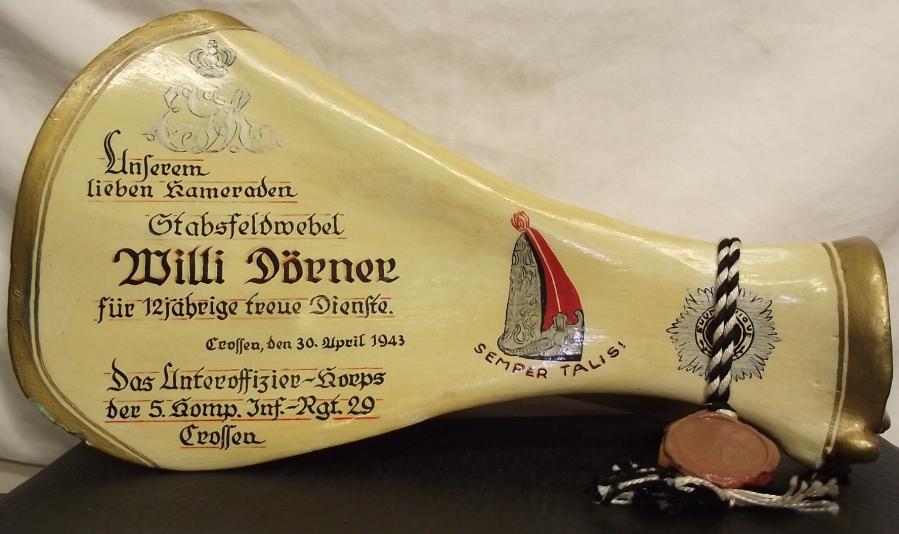 Unserem
lieben Kameraden
Stabsfeldwebel
Willi Dörner
für 12jährige treue Dienste.
Crossen, den 30. April 1943
Das Unteroffizier-Korps
der 5. Komp. Inf.-Rgt. 29
Crossen
SEMPER TALIS!